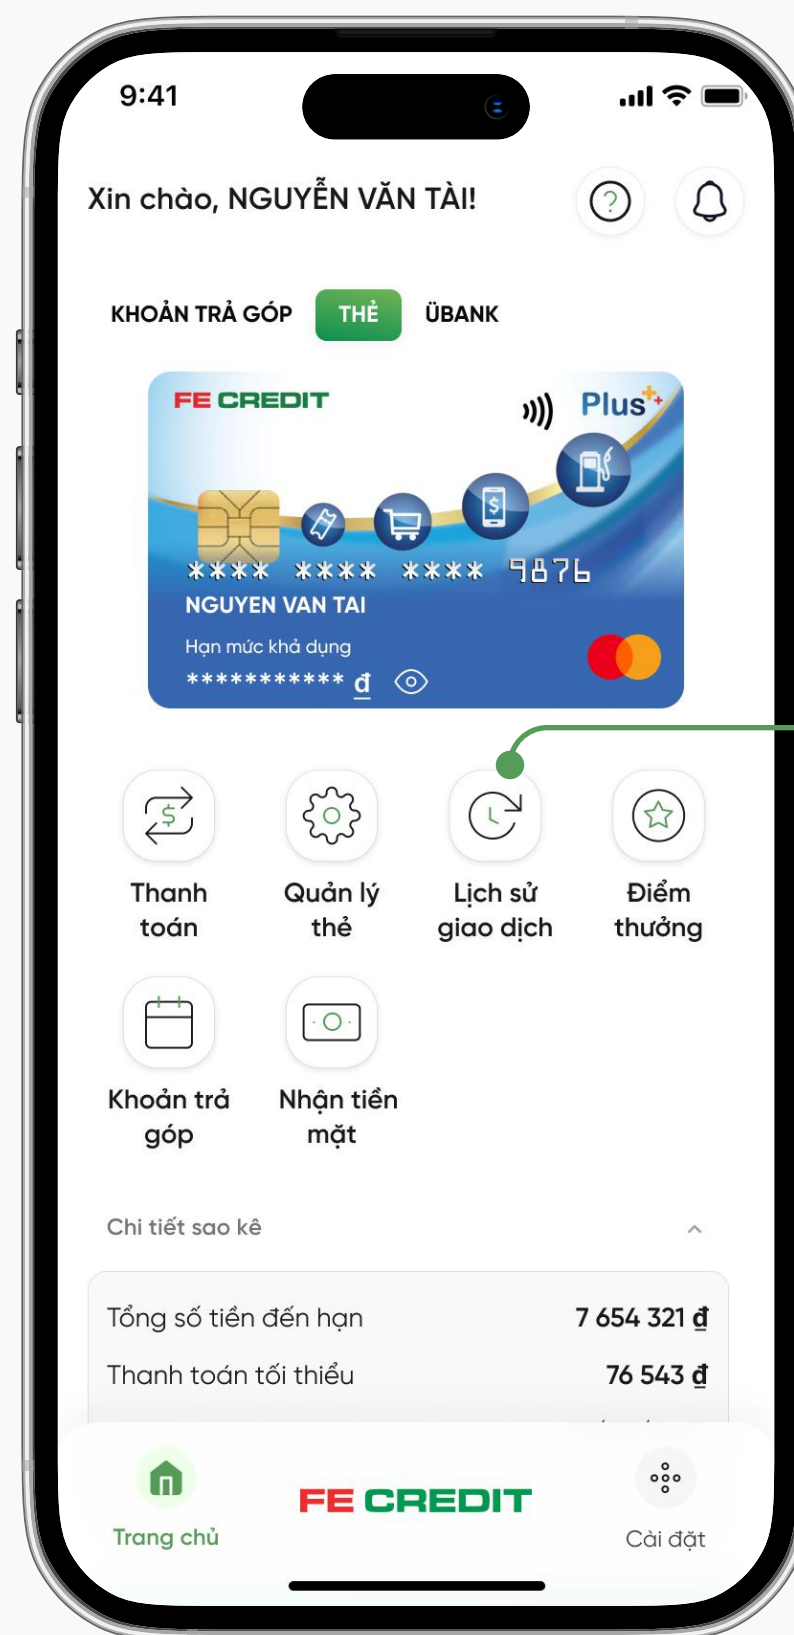 9:41
Xin chào, NGUYỄN VĂN TÀI!
KHOẢN TRẢ GÓP THẺ ÜBANK
FE CREDIT Plus
**** **** **** 9876
NGUYEN VAN TAI
Hạn mức khả dụng
*********** đ
Thanh toán
Quản lý thẻ
Lịch sử giao dịch
Điểm thưởng
Khoản trả góp
Nhận tiền mặt
Chi tiết sao kê
Tổng số tiền đến hạn 7 654 321 đ
Thanh toán tối thiểu 76 543 đ
Trang chủ
FE CREDIT
Cài đặt